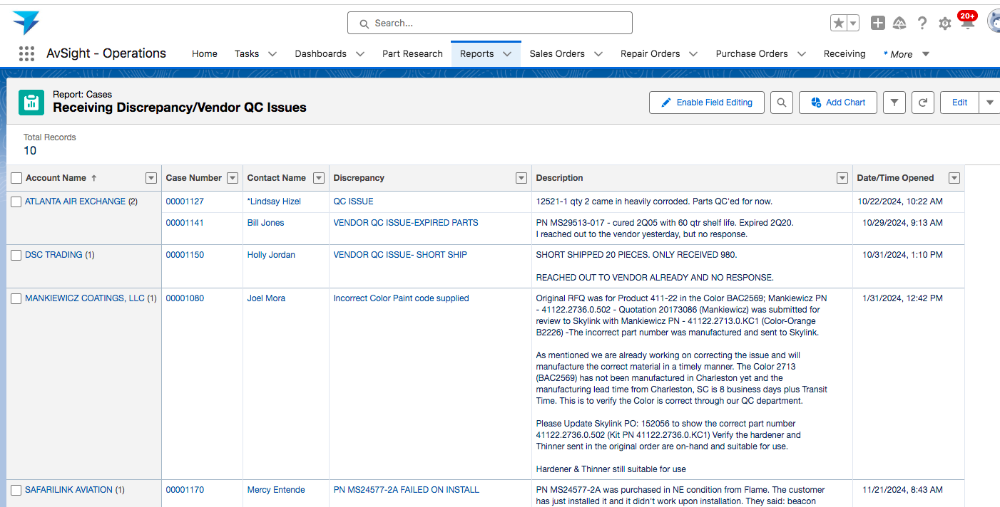 Search...
20+
AvSight - Operations
Home
Tasks
Dashboards
Part Research
Reports
Sales Orders
Repair Orders
Purchase Orders
Receiving
* More
Report: Cases
Receiving Discrepancy/Vendor QC Issues
Enable Field Editing
Add Chart
Edit
Total Records
10
Account Name ↑
Case Number
Contact Name
Discrepancy
Description
Date/Time Opened
ATLANTA AIR EXCHANGE (2)
00001127
*Lindsay Hizel
QC ISSUE
12521-1 qty 2 came in heavily corroded. Parts QC'ed for now.
10/22/2024, 10:22 AM
00001141
Bill Jones
VENDOR QC ISSUE-EXPIRED PARTS
PN MS29513-017 - cured 2Q05 with 60 qtr shelf life. Expired 2Q20.
I reached out to the vendor yesterday, but no response.
10/29/2024, 9:13 AM
DSC TRADING (1)
00001150
Holly Jordan
VENDOR QC ISSUE- SHORT SHIP
SHORT SHIPPED 20 PIECES. ONLY RECEIVED 980.
REACHED OUT TO VENDOR ALREADY AND NO RESPONSE.
10/31/2024, 1:10 PM
MANKIEWICZ COATINGS, LLC (1)
00001080
Joel Mora
Incorrect Color Paint code supplied
Original RFQ was for Product 411-22 in the Color BAC2569; Mankiewicz PN
- 41122.2736.0.502 - Quotation 20173086 (Mankiewicz) was submitted for
review to Skylink with Mankiewicz PN - 41122.2713.0.KC1 (Color-Orange
B2226) -The incorrect part number was manufactured and sent to Skylink.
As mentioned we are already working on correcting the issue and will
manufacture the correct material in a timely manner. The Color 2713
(BAC2569) has not been manufactured in Charleston yet and the
manufacturing lead time from Charleston, SC is 8 business days plus Transit
Time. This is to verify the Color is correct through our QC department.
Please Update Skylink PO: 152056 to show the correct part number
41122.2736.0.502 (Kit PN 41122.2736.0.KC1) Verify the hardener and
Thinner sent in the original order are on-hand and suitable for use.
Hardener & Thinner still suitable for use
1/31/2024, 12:42 PM
SAFARILINK AVIATION (1)
00001170
Mercy Entende
PN MS24577-2A FAILED ON INSTALL
PN MS24577-2A was purchased in NE condition from Flame. The customer
has just installed it and it didn't work upon installation. They said: beacon
11/21/2024, 8:43 AM